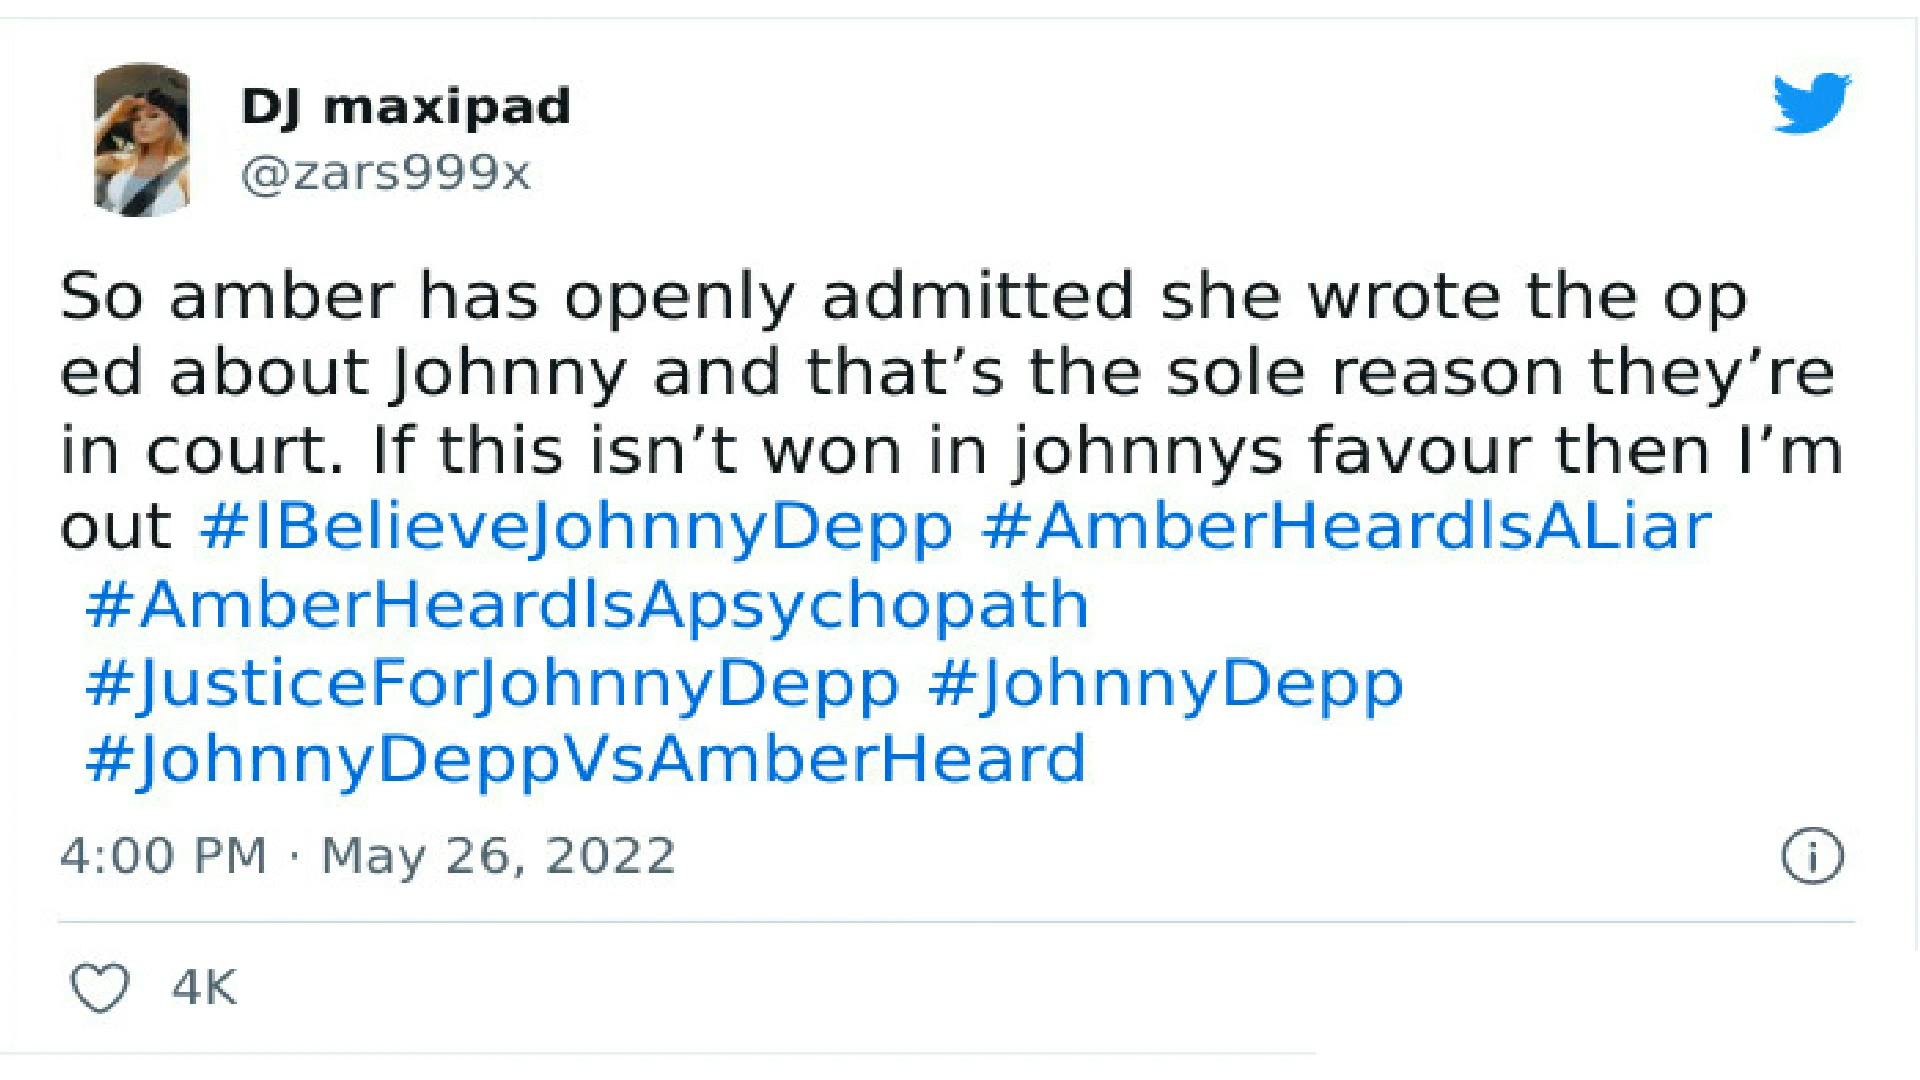 DJ maxipad
@zars999x
So amber has openly admitted she wrote the op
ed about Johnny and that’s the sole reason they’re
in court. If this isn’t won in johnnys favour then I’m
out #IBelieveJohnnyDepp #AmberHeardIsALiar
#AmberHeardIsApsychopath
#JusticeForJohnnyDepp #JohnnyDepp
#JohnnyDeppVsAmberHeard
4:00 PM · May 26, 2022
4K